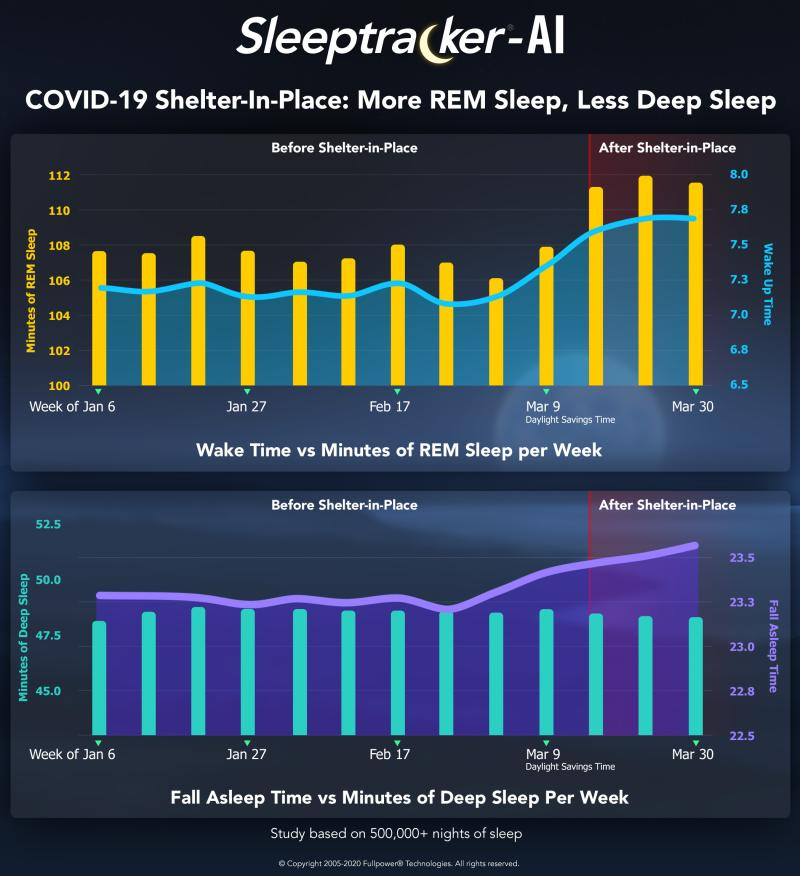 Sleeptracker®-AI
COVID-19 Shelter-In-Place: More REM Sleep, Less Deep Sleep
Before Shelter-in-Place
After Shelter-in-Place
Minutes of REM Sleep
112
110
108
106
104
102
100
8.0
7.8
7.5
7.3
7.0
6.8
6.5
Wake Up Time
Week of Jan 6
Jan 27
Feb 17
Mar 9
Daylight Savings Time
Mar 30
Wake Time vs Minutes of REM Sleep per Week
Before Shelter-in-Place
After Shelter-in-Place
Minutes of Deep Sleep
52.5
50.0
47.5
45.0
23.5
23.3
23.0
22.8
22.5
Fall Asleep Time
Week of Jan 6
Jan 27
Feb 17
Mar 9
Daylight Savings Time
Mar 30
Fall Asleep Time vs Minutes of Deep Sleep Per Week
Study based on 500,000+ nights of sleep
© Copyright 2005-2020 Fullpower® Technologies. All rights reserved.